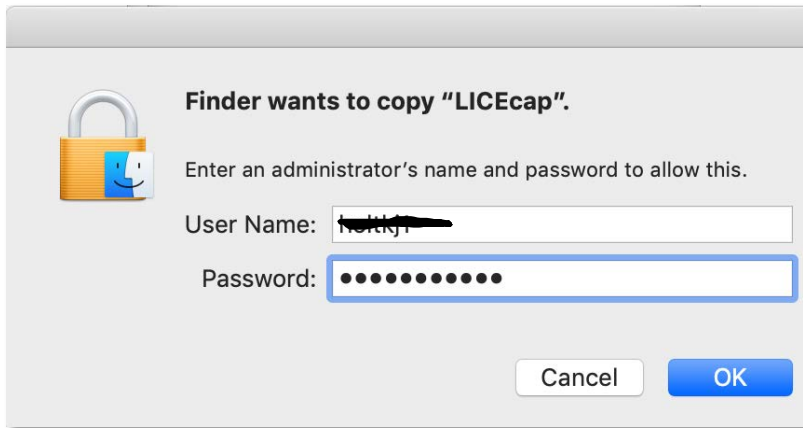 Finder wants to copy “LICEcap”.
Enter an administrator’s name and password to allow this.
User Name:
Password: ●●●●●●●●●●●
Cancel
OK